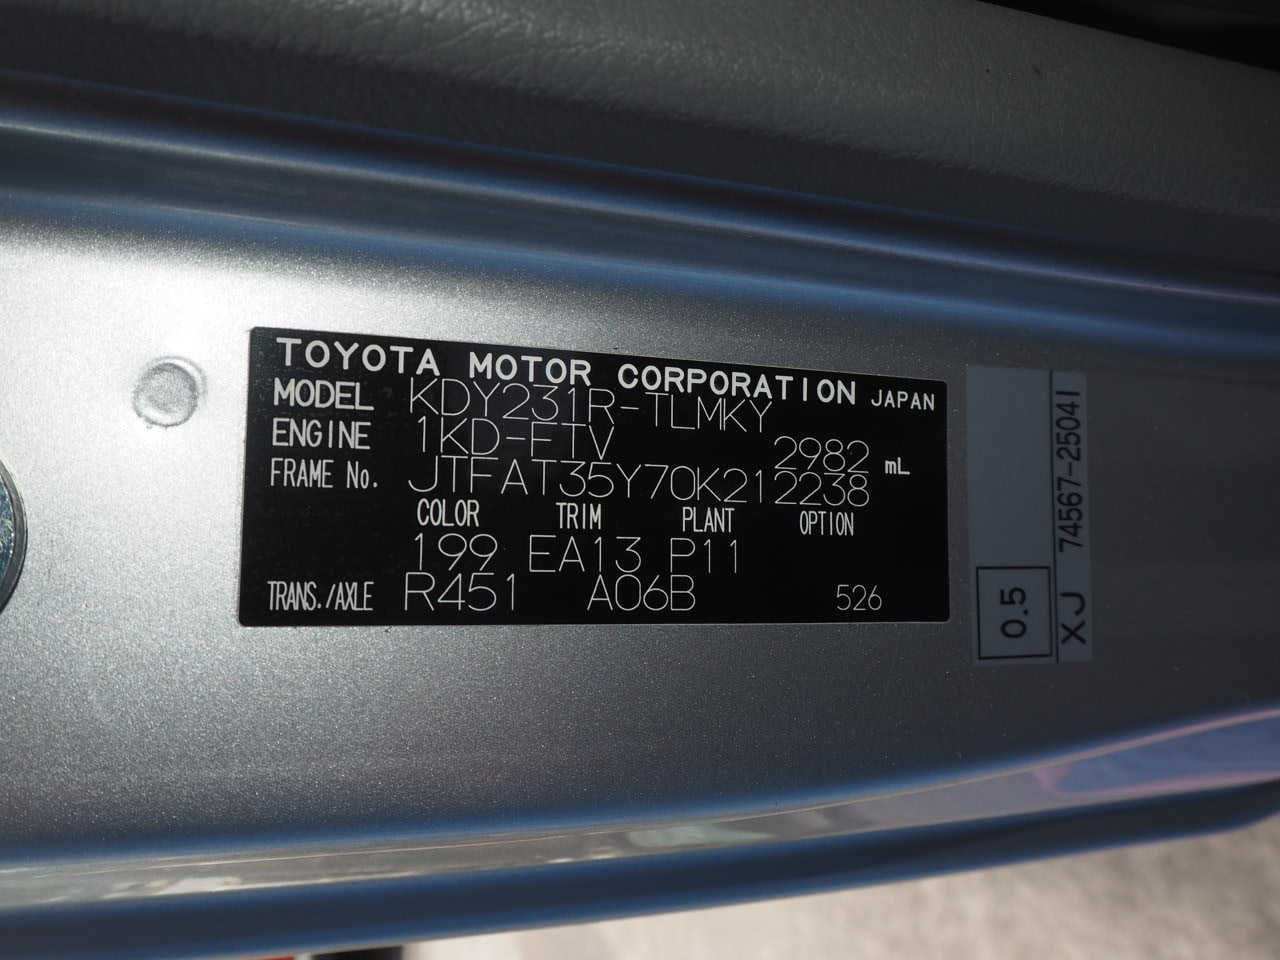 TOYOTA MOTOR CORPORATION JAPAN
MODEL KDY231R-TLMKY
ENGINE 1KD-FTV 2982 mL
FRAME No. JTFAT35Y70K212238
COLOR TRIM PLANT OPTION
199 EA13 P11
TRANS./AXLE R451 A06B 526
74567-25041
0.5 XJ